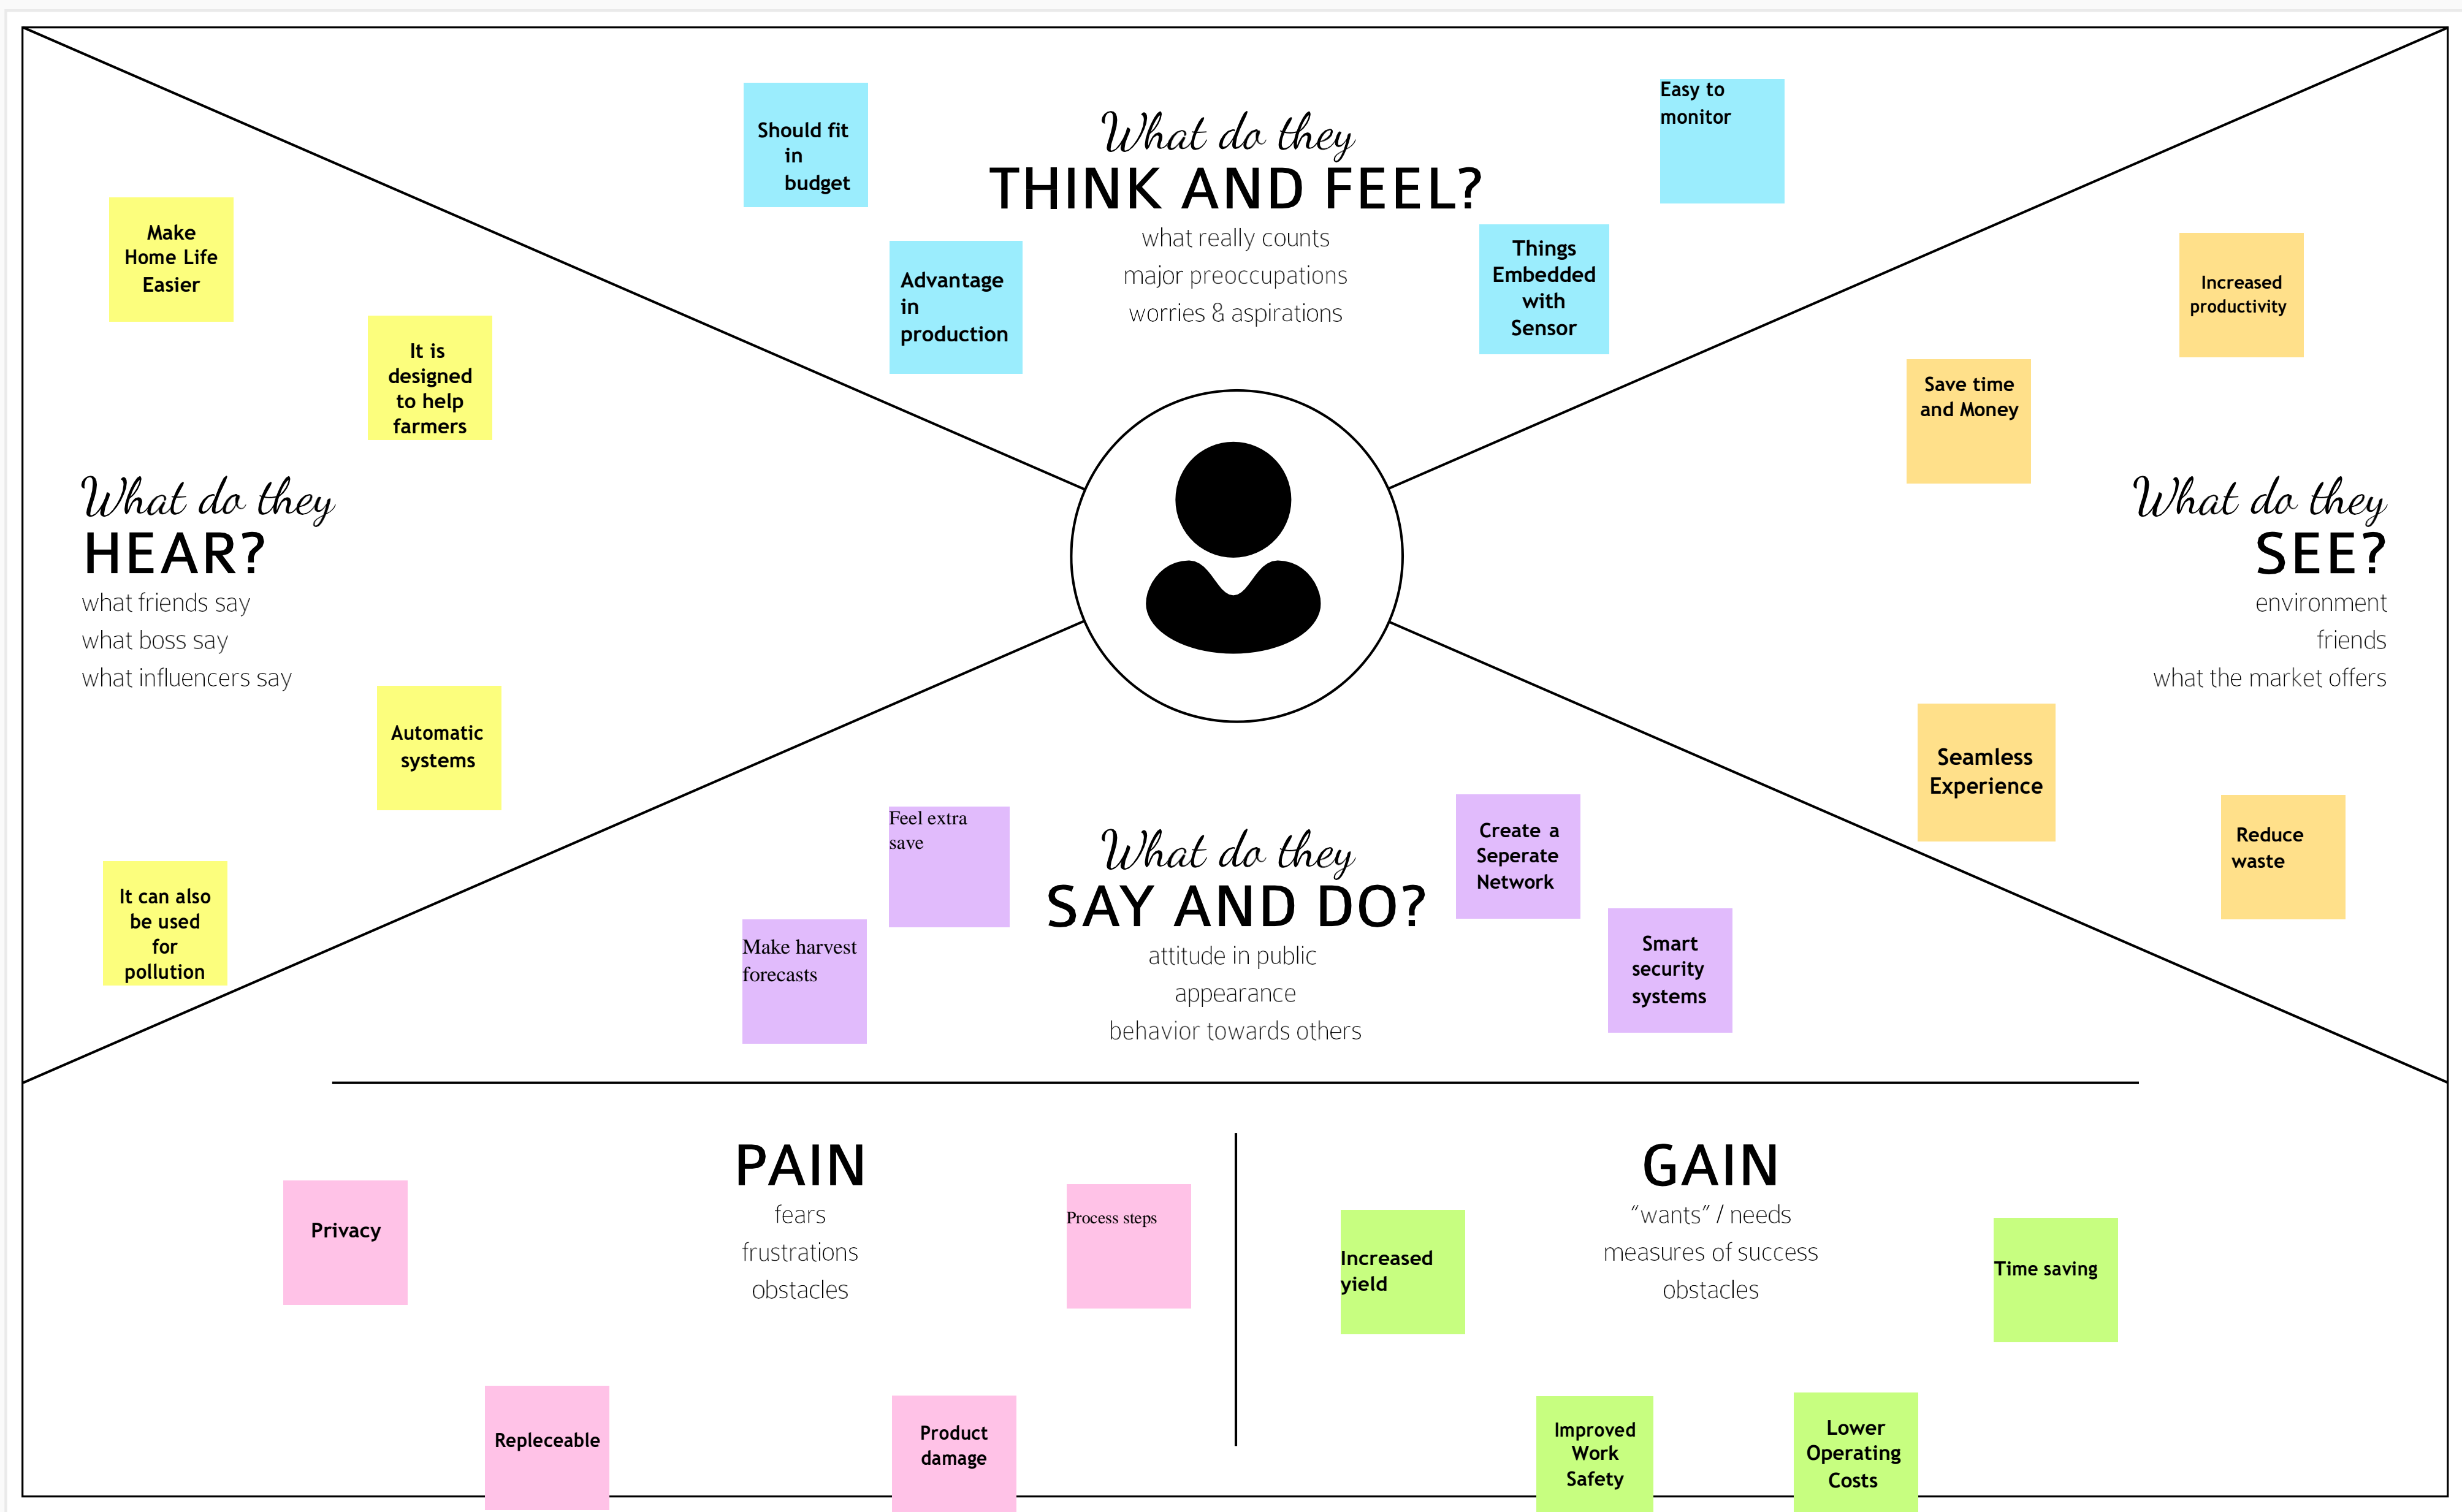 What do they
THINK AND FEEL?
what really counts
major preoccupations
worries & aspirations
Should fit
in
budget
Advantage
in
production
Easy to
monitor
Things
Embedded
with
Sensor
What do they
HEAR?
what friends say
what boss say
what influencers say
Make
Home Life
Easier
It is
designed
to help
farmers
Automatic
systems
It can also
be used
for
pollution
What do they
SEE?
environment
friends
what the market offers
Increased
productivity
Save time
and Money
Seamless
Experience
Reduce
waste
What do they
SAY AND DO?
attitude in public
appearance
behavior towards others
Feel extra
save
Make harvest
forecasts
Create a
Seperate
Network
Smart
security
systems
PAIN
fears
frustrations
obstacles
Privacy
Process steps
Repleceable
Product
damage
GAIN
“wants” / needs
measures of success
obstacles
Increased
yield
Time saving
Improved
Work
Safety
Lower
Operating
Costs